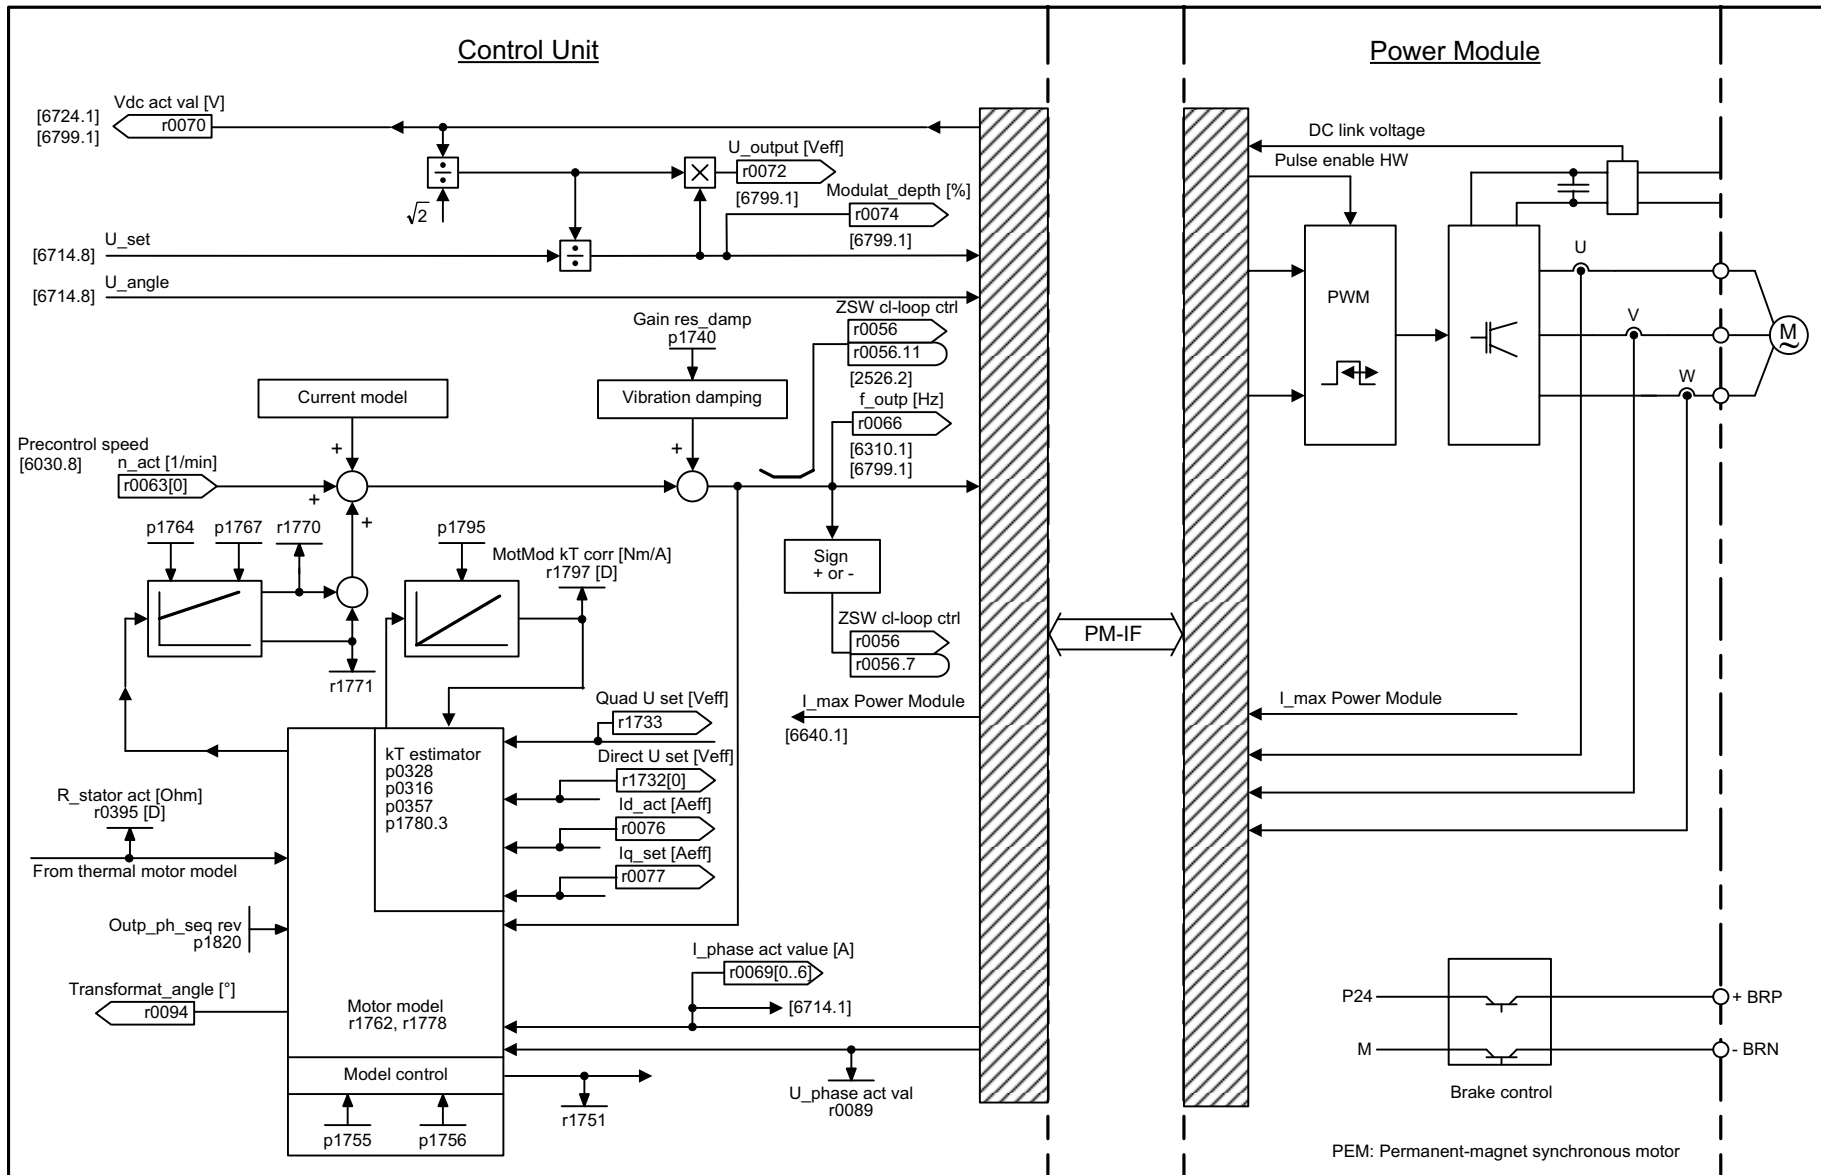 Control Unit
Power Module
Vdc act val [V]
[6724.1]
[6799.1]
r0070
÷
√2
×
U_output [Veff]
r0072
[6799.1]
Modulat_depth [%]
r0074
[6799.1]
U_set
[6714.8]
÷
U_angle
[6714.8]
DC link voltage
Pulse enable HW
PWM
U
V
W
M
~
ZSW cl-loop ctrl
r0056
r0056.11
[2526.2]
Gain res_damp
p1740
Vibration damping
+
Current model
+
f_outp [Hz]
r0066
[6310.1]
[6799.1]
Precontrol speed
[6030.8]
n_act [1/min]
r0063[0]
+
+
p1764
p1767
r1770
r1771
p1795
MotMod kT corr [Nm/A]
r1797 [D]
Sign
+ or -
ZSW cl-loop ctrl
r0056
r0056.7
PM-IF
I_max Power Module
[6640.1]
I_max Power Module
Quad U set [Veff]
r1733
Direct U set [Veff]
r1732[0]
Id_act [Aeff]
r0076
Iq_set [Aeff]
r0077
kT estimator
p0328
p0316
p0357
p1780.3
R_stator act [Ohm]
r0395 [D]
From thermal motor model
Outp_ph_seq rev
p1820
Transformat_angle [°]
r0094
Motor model
r1762, r1778
Model control
p1755
p1756
r1751
I_phase act value [A]
r0069[0..6]
[6714.1]
U_phase act val
r0089
P24
+ BRP
M
- BRN
Brake control
PEM: Permanent-magnet synchronous motor